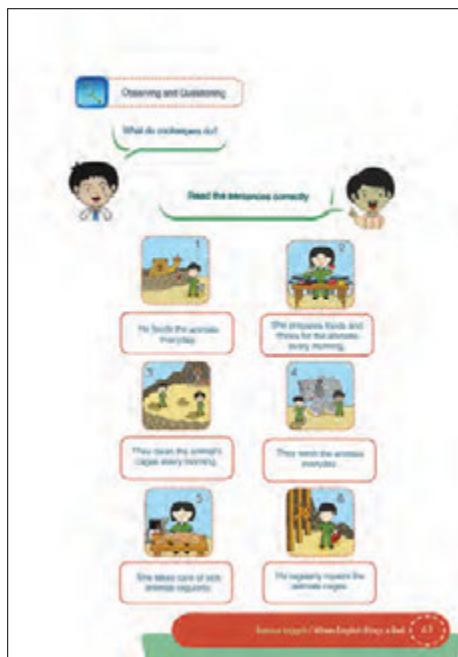 Observing and Questioning
What do zookeepers do?
Read the sentences correctly
1
2
He feeds the animals
everyday.
She prepares foods and
drinks for the animals
every morning.
3
4
They clean the animal's
cages every morning.
They wash the animals
everyday.
5
6
She takes care of sick
animals regularly.
He regularly repairs the
animals cages.
Bahasa Inggris / When English Rings a Bell